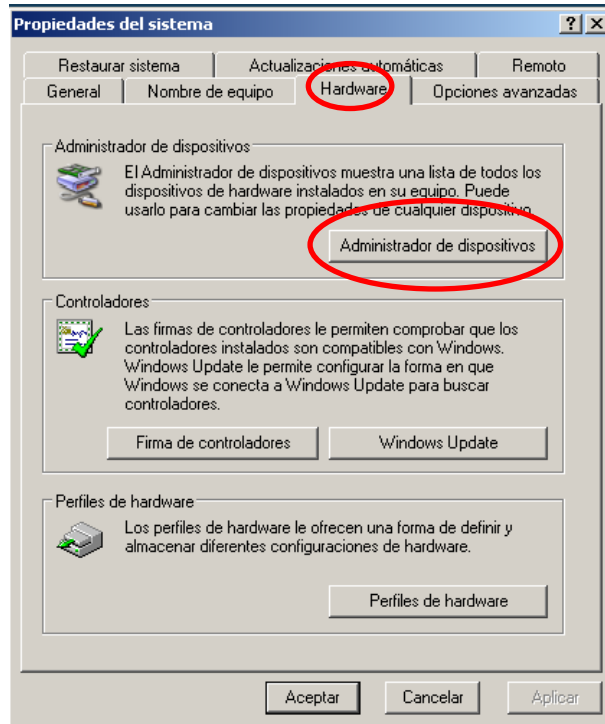 Propiedades del sistema
Restaurar sistema Actualizaciones automáticas Remoto
General Nombre de equipo Hardware Opciones avanzadas
Administrador de dispositivos
El Administrador de dispositivos muestra una lista de todos los
dispositivos de hardware instalados en su equipo. Puede
usarlo para cambiar las propiedades de cualquier dispositivo.
Administrador de dispositivos
Controladores
Las firmas de controladores le permiten comprobar que los
controladores instalados son compatibles con Windows.
Windows Update le permite configurar la forma en que
Windows se conecta a Windows Update para buscar
controladores.
Firma de controladores Windows Update
Perfiles de hardware
Los perfiles de hardware le ofrecen una forma de definir y
almacenar diferentes configuraciones de hardware.
Perfiles de hardware
Aceptar Cancelar Aplicar